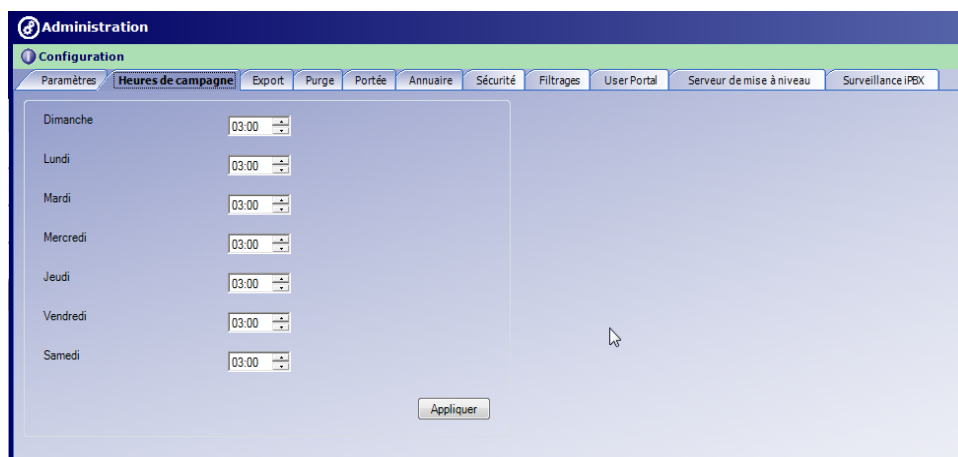 Administration
Configuration
Paramètres Heures de campagne Export Purge Portée Annuaire Sécurité Filtrages User Portal Serveur de mise à niveau Surveillance iPBX
Dimanche 03:00
Lundi 03:00
Mardi 03:00
Mercredi 03:00
Jeudi 03:00
Vendredi 03:00
Samedi 03:00
Appliquer